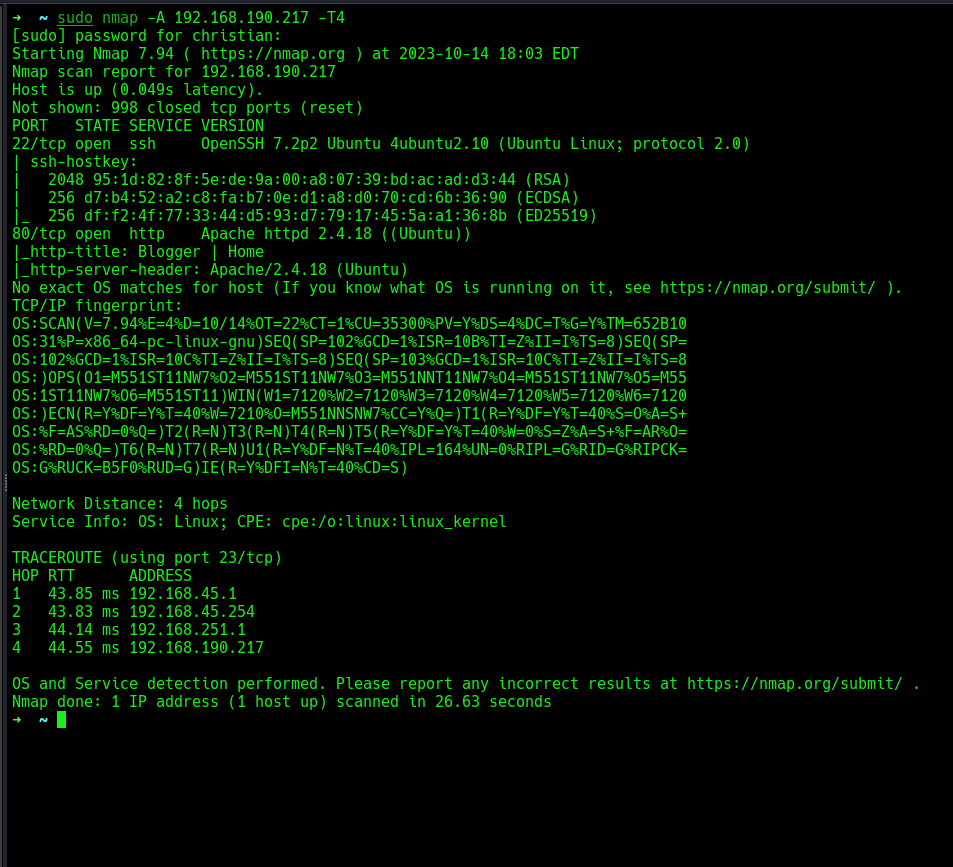 → ~ sudo nmap -A 192.168.190.217 -T4
[sudo] password for christian:
Starting Nmap 7.94 ( https://nmap.org ) at 2023-10-14 18:03 EDT
Nmap scan report for 192.168.190.217
Host is up (0.049s latency).
Not shown: 998 closed tcp ports (reset)
PORT   STATE SERVICE VERSION
22/tcp open  ssh     OpenSSH 7.2p2 Ubuntu 4ubuntu2.10 (Ubuntu Linux; protocol 2.0)
| ssh-hostkey:
|   2048 95:1d:82:8f:5e:de:9a:00:a8:07:39:bd:ac:ad:d3:44 (RSA)
|   256 d7:b4:52:a2:c8:fa:b7:0e:d1:a8:d0:70:cd:6b:36:90 (ECDSA)
|_  256 df:f2:4f:77:33:44:d5:93:d7:79:17:45:5a:a1:36:8b (ED25519)
80/tcp open  http    Apache httpd 2.4.18 ((Ubuntu))
|_http-title: Blogger | Home
|_http-server-header: Apache/2.4.18 (Ubuntu)
No exact OS matches for host (If you know what OS is running on it, see https://nmap.org/submit/ ).
TCP/IP fingerprint:
OS:SCAN(V=7.94%E=4%D=10/14%OT=22%CT=1%CU=35300%PV=Y%DS=4%DC=T%G=Y%TM=652B10
OS:31%P=x86_64-pc-linux-gnu)SEQ(SP=102%GCD=1%ISR=10B%TI=Z%II=I%TS=8)SEQ(SP=
OS:102%GCD=1%ISR=10C%TI=Z%II=I%TS=8)SEQ(SP=103%GCD=1%ISR=10C%TI=Z%II=I%TS=8
OS:)OPS(O1=M551ST11NW7%O2=M551ST11NW7%O3=M551NNT11NW7%O4=M551ST11NW7%O5=M55
OS:1ST11NW7%O6=M551ST11)WIN(W1=7120%W2=7120%W3=7120%W4=7120%W5=7120%W6=7120
OS:)ECN(R=Y%DF=Y%T=40%W=7210%O=M551NNSNW7%CC=Y%Q=)T1(R=Y%DF=Y%T=40%S=O%A=S+
OS:%F=AS%RD=0%Q=)T2(R=N)T3(R=N)T4(R=N)T5(R=Y%DF=Y%T=40%W=0%S=Z%A=S+%F=AR%O=
OS:%RD=0%Q=)T6(R=N)T7(R=N)U1(R=Y%DF=N%T=40%IPL=164%UN=0%RIPL=G%RID=G%RIPCK=
OS:G%RUCK=B5F0%RUD=G)IE(R=Y%DFI=N%T=40%CD=S)
Network Distance: 4 hops
Service Info: OS: Linux; CPE: cpe:/o:linux:linux_kernel
TRACEROUTE (using port 23/tcp)
HOP RTT      ADDRESS
1   43.85 ms 192.168.45.1
2   43.83 ms 192.168.45.254
3   44.14 ms 192.168.251.1
4   44.55 ms 192.168.190.217
OS and Service detection performed. Please report any incorrect results at https://nmap.org/submit/ .
Nmap done: 1 IP address (1 host up) scanned in 26.63 seconds
→ ~